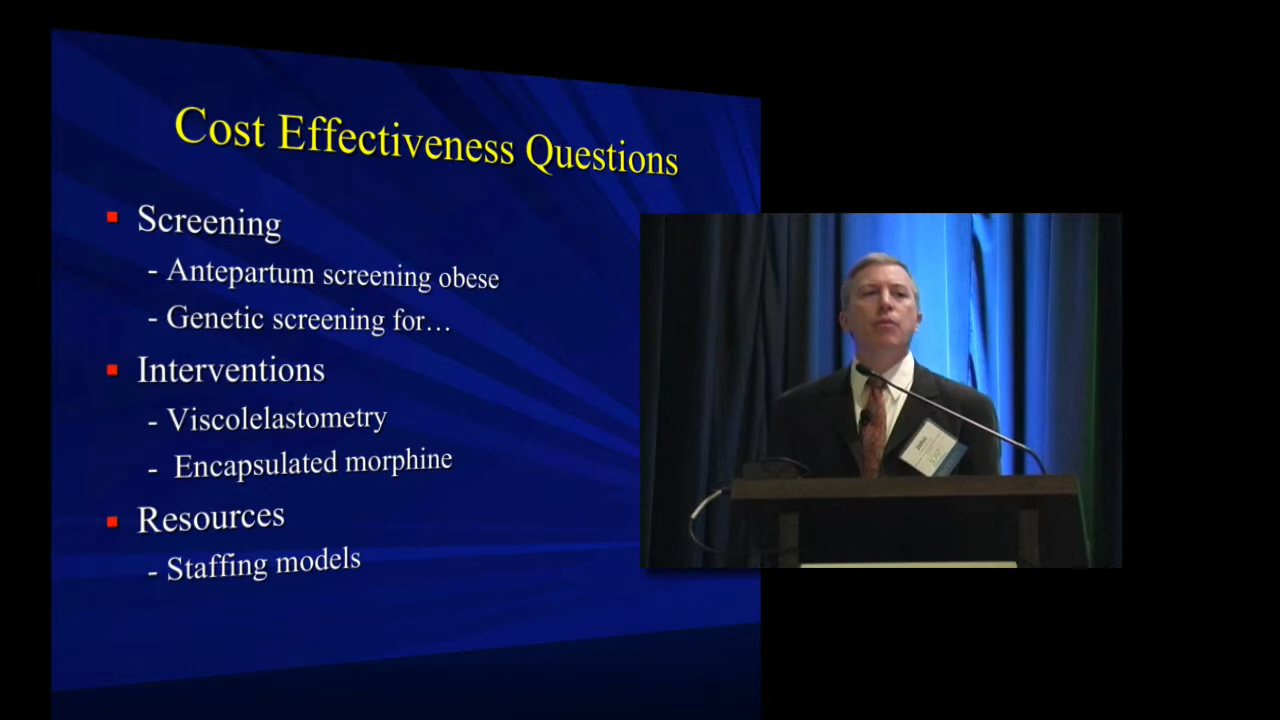 Cost Effectiveness Questions
Screening
- Antepartum screening obese
- Genetic screening for…
Interventions
- Viscolelastometry
- Encapsulated morphine
Resources
- Staffing models